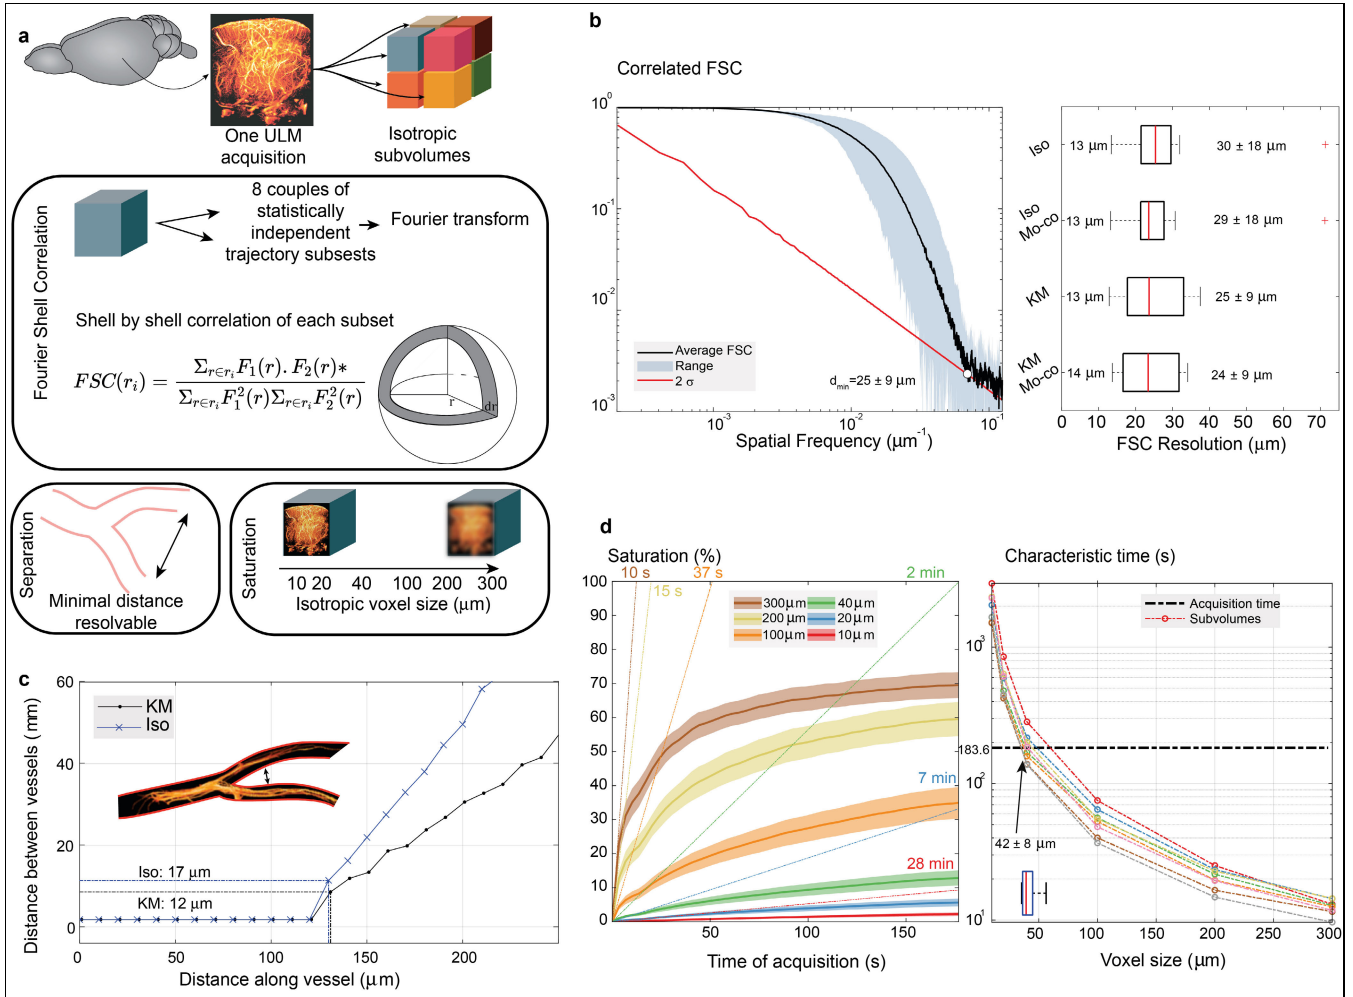 a
One ULM
acquisition
Isotropic
subvolumes
Fourier Shell Correlation
8 couples of
statistically
independent
trajectory subsests
Fourier transform
Shell by shell correlation of each subset
FSC(r_i) = Σ_{r∈r_i} F_1(r). F_2(r)* / Σ_{r∈r_i} F_1^2(r) Σ_{r∈r_i} F_2^2(r)
r
dr
Separation
Minimal distance
resolvable
Saturation
10 20 40 100 200 300
Isotropic voxel size (μm)
b
Correlated FSC
10^0
10^-1
10^-2
10^-3
Average FSC
Range
2 σ
d_min=25 ± 9 μm
10^-3 10^-2 10^-1
Spatial Frequency (μm^-1)
Iso
13 μm
30 ± 18 μm
Iso
Mo-co
13 μm
29 ± 18 μm
KM
13 μm
25 ± 9 μm
KM
Mo-co
14 μm
24 ± 9 μm
0 10 20 30 40 50 60 70
FSC Resolution (μm)
c
Distance between vessels (mm)
60
40
20
0
KM
Iso
Iso: 17 μm
KM: 12 μm
0 50 100 150 200
Distance along vessel (μm)
d
Saturation (%)
100
90
80
70
60
50
40
30
20
10
0
10 s
15 s
37 s
2 min
7 min
28 min
300μm
200μm
100μm
40μm
20μm
10μm
50 100 150
Time of acquisition (s)
Characteristic time (s)
Acquisition time
Subvolumes
10^3
183.6
10^2
10^1
42 ± 8 μm
50 100 150 200 250 300
Voxel size (μm)